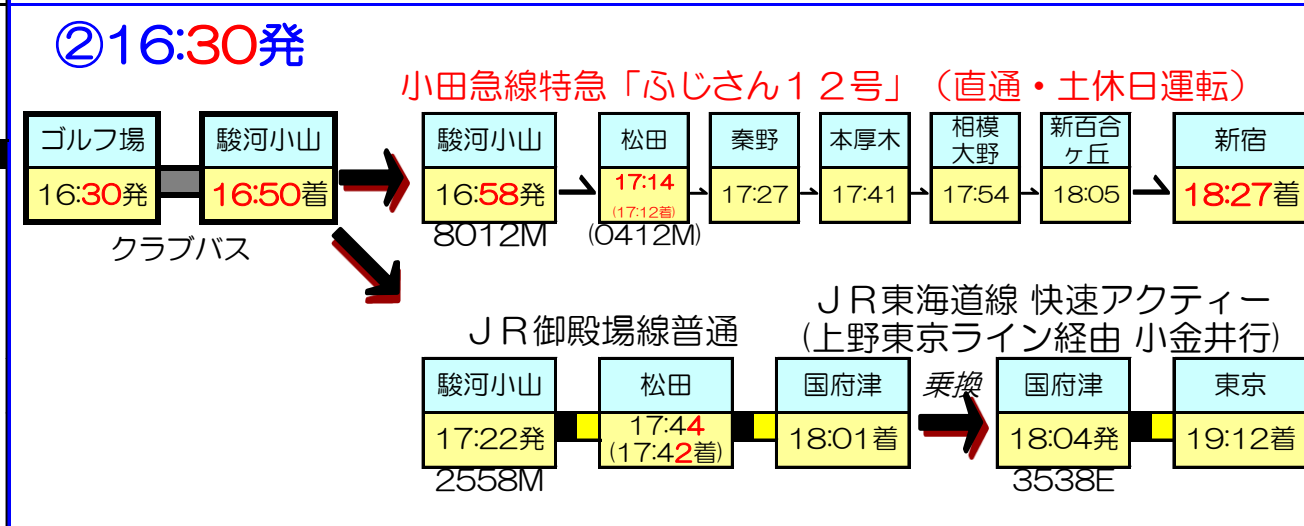 ②16:30発
小田急線特急「ふじさん１２号」（直通・土休日運転）
ゴルフ場 駿河小山 駿河小山 松田 秦野 本厚木 相模大野 新百合ヶ丘 新宿
16:30発 16:50着 16:58発 17:14 (17:12着) 17:27 17:41 17:54 18:05 18:27着
クラブバス 8012M (0412M)
ＪＲ御殿場線普通
ＪＲ東海道線 快速アクティー
(上野東京ライン経由 小金井行)
駿河小山 松田 国府津 乗換 国府津 東京
17:22発 17:44 (17:42着) 18:01着 18:04発 19:12着
2558M 3538E